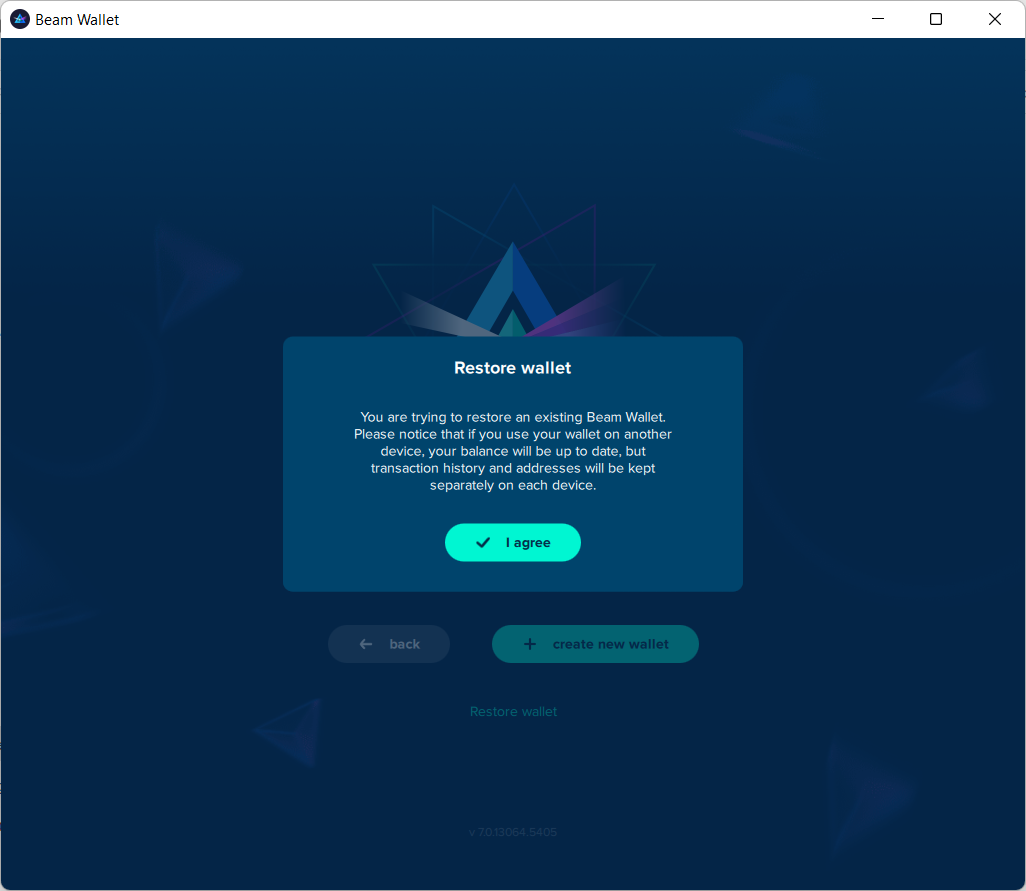 Beam Wallet
Restore wallet
You are trying to restore an existing Beam Wallet.
Please notice that if you use your wallet on another
device, your balance will be up to date, but
transaction history and addresses will be kept
separately on each device.
I agree
back
create new wallet
Restore wallet
v 7.0.13064.5405